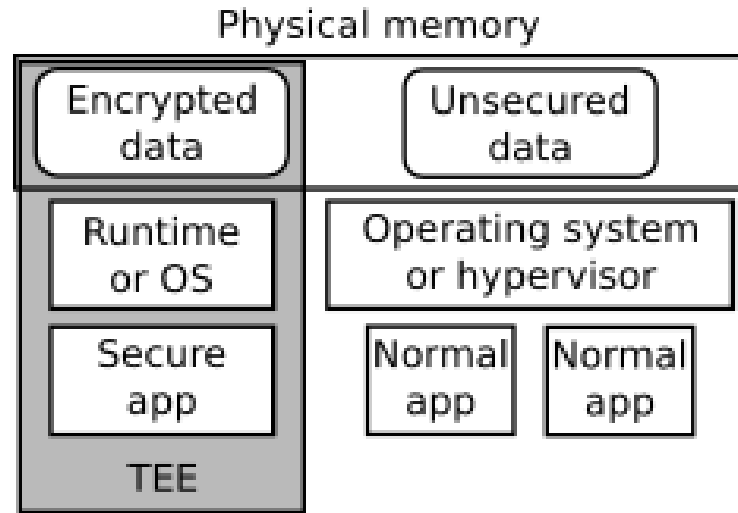 Physical memory
Encrypted
data
Unsecured
data
Runtime
or OS
Operating system
or hypervisor
Secure
app
Normal
app
Normal
app
TEE